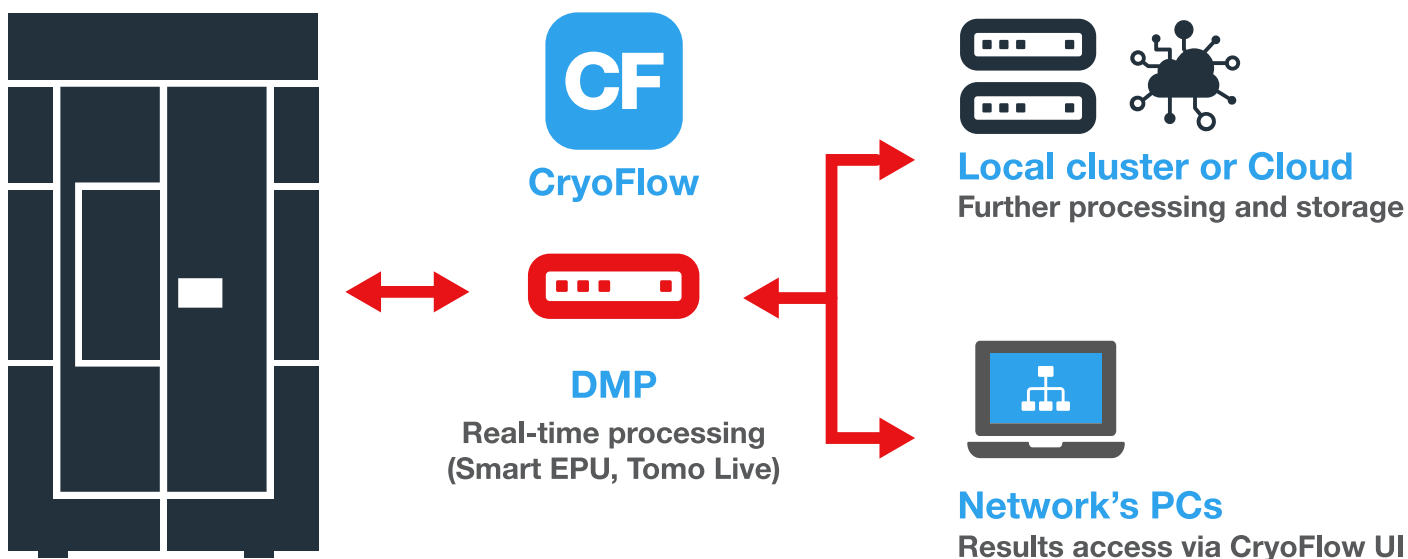 CF
CryoFlow
DMP
Real-time processing
(Smart EPU, Tomo Live)
Local cluster or Cloud
Further processing and storage
Network’s PCs
Results access via CryoFlow UI